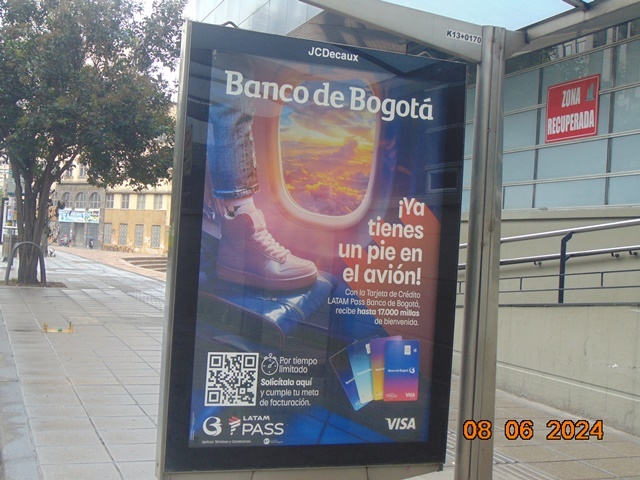 JCDecaux
K13+0170
Banco de Bogotá
ZONA
RECUPERADA
¡Ya
tienes
un pie en
el avión!
Con la Tarjeta de Crédito
LATAM Pass Banco de Bogotá,
recibe hasta 17.000 millas
de bienvenida.
Por tiempo
limitado
Solicítala aquí
y cumple tu meta
de facturación.
LATAM
PASS
VISA
08 06 2024